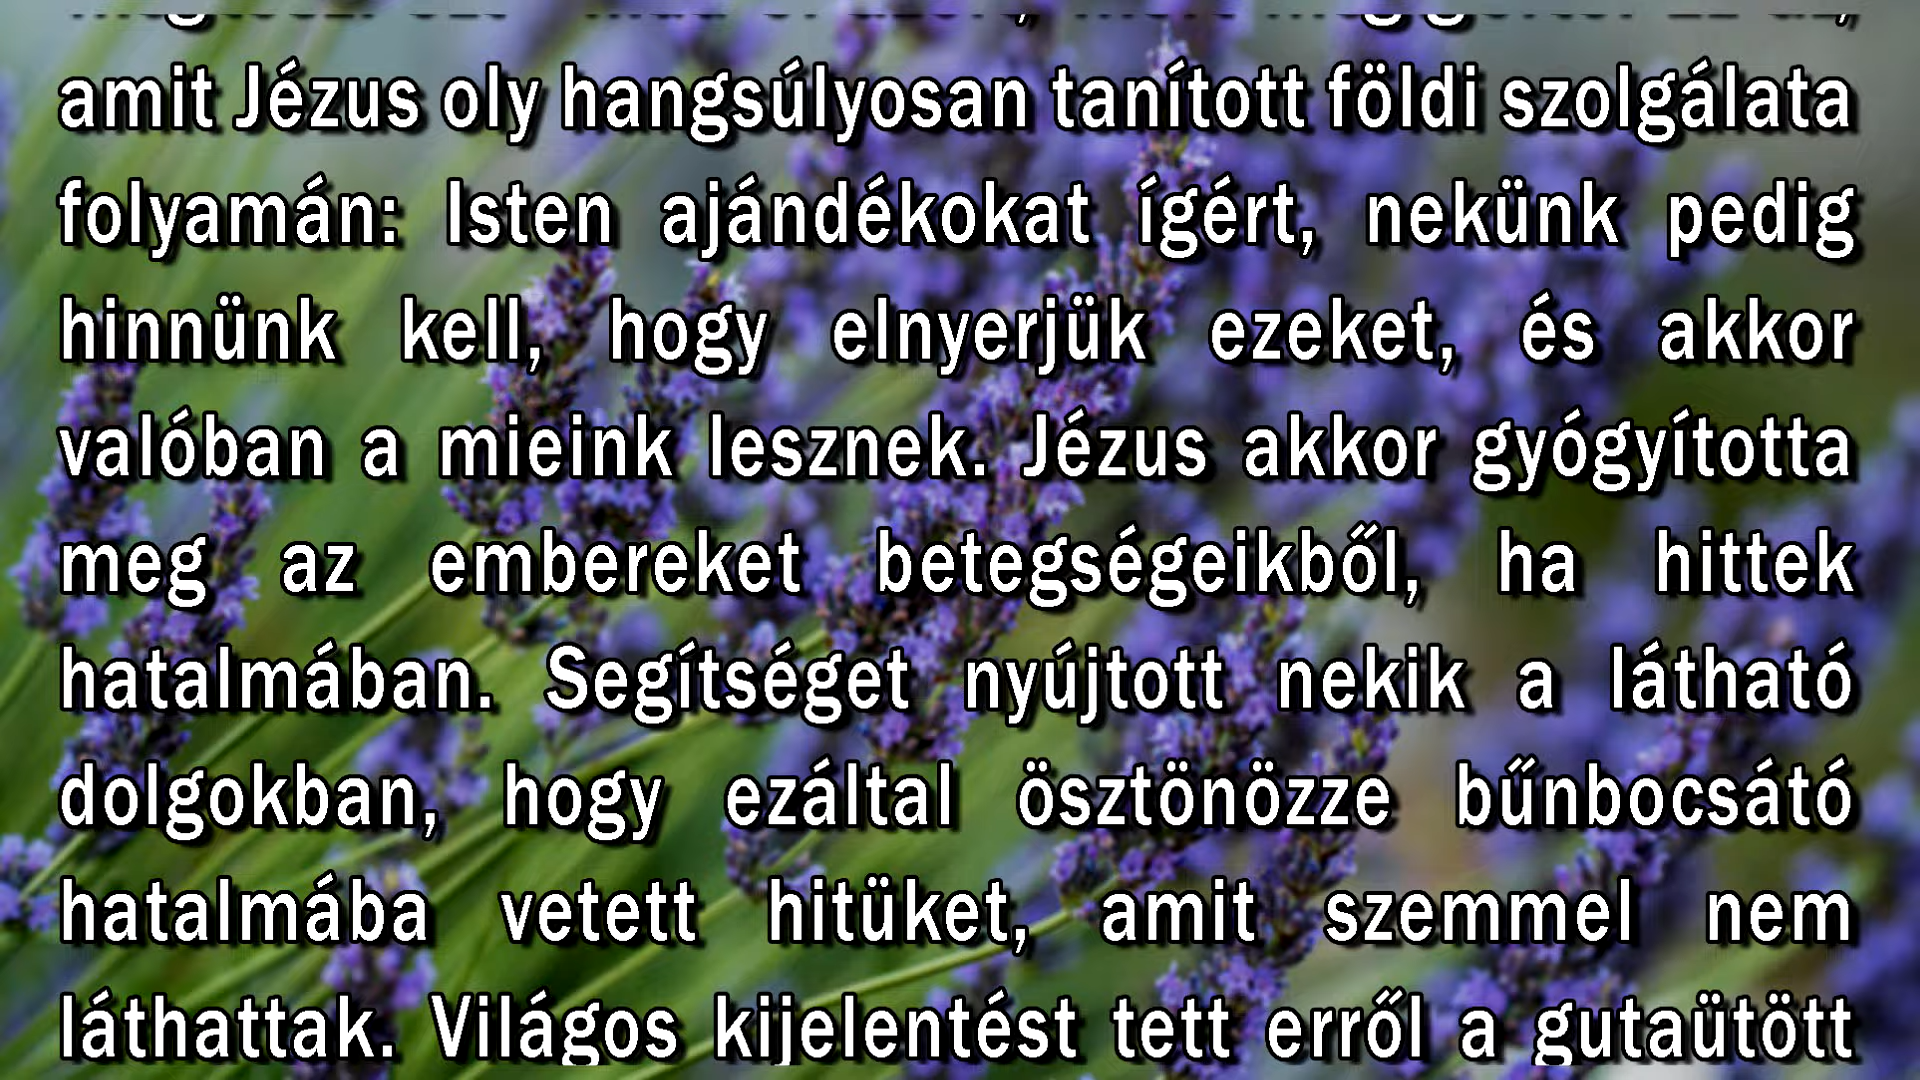 amit Jézus oly hangsúlyosan tanított földi szolgálata
folyamán: Isten ajándékokat ígért, nekünk pedig
hinnünk kell, hogy elnyerjük ezeket, és akkor
valóban a mieink lesznek. Jézus akkor gyógyította
meg az embereket betegségeikből, ha hittek
hatalmában. Segítséget nyújtott nekik a látható
dolgokban, hogy ezáltal ösztönözze bűnbocsátó
hatalmába vetett hitüket, amit szemmel nem
láthattak. Világos kijelentést tett erről a gutaütött